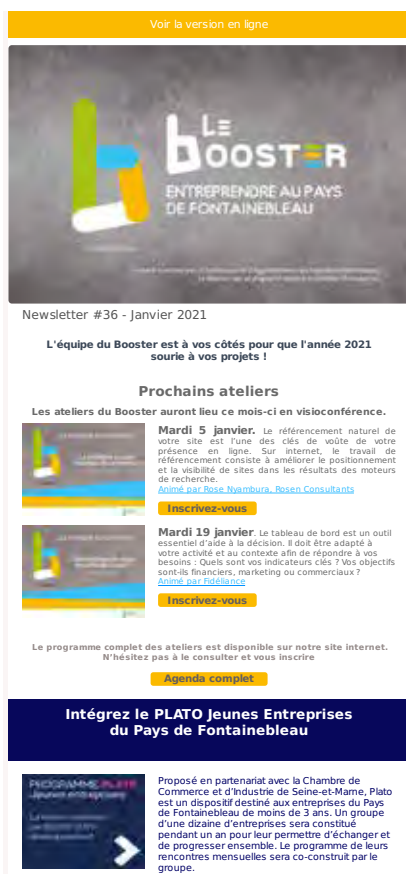 Voir la version en ligne
LE
BOOSTER
ENTREPRENDRE AU PAYS
DE FONTAINEBLEAU
Newsletter #36 - Janvier 2021
L'équipe du Booster est à vos côtés pour que l'année 2021
sourie à vos projets !
Prochains ateliers
Les ateliers du Booster auront lieu ce mois-ci en visioconférence.
Mardi 5 janvier. Le référencement naturel de
votre site est l'une des clés de voûte de votre
présence en ligne. Sur internet, le travail de
référencement consiste à améliorer le positionnement
et la visibilité de sites dans les résultats des moteurs
de recherche.
Animé par Rose Nyambura, Rosen Consultants
Inscrivez-vous
Mardi 19 janvier. Le tableau de bord est un outil
essentiel d'aide à la décision. Il doit être adapté à
votre activité et au contexte afin de répondre à vos
besoins : Quels sont vos indicateurs clés ? Vos objectifs
sont-ils financiers, marketing ou commerciaux ?
Animé par Fidéliance
Inscrivez-vous
Le programme complet des ateliers est disponible sur notre site internet.
N'hésitez pas à le consulter et vous inscrire
Agenda complet
Intégrez le PLATO Jeunes Entreprises
du Pays de Fontainebleau
PROGRAMME PLATO
Jeunes entreprises
Proposé en partenariat avec la Chambre de
Commerce et d'Industrie de Seine-et-Marne, Plato
est un dispositif destiné aux entreprises du Pays
de Fontainebleau de moins de 3 ans. Un groupe
d'une dizaine d'entreprises sera constitué
pendant un an pour leur permettre d'échanger et
de progresser ensemble. Le programme de leurs
rencontres mensuelles sera co-construit par le
groupe.